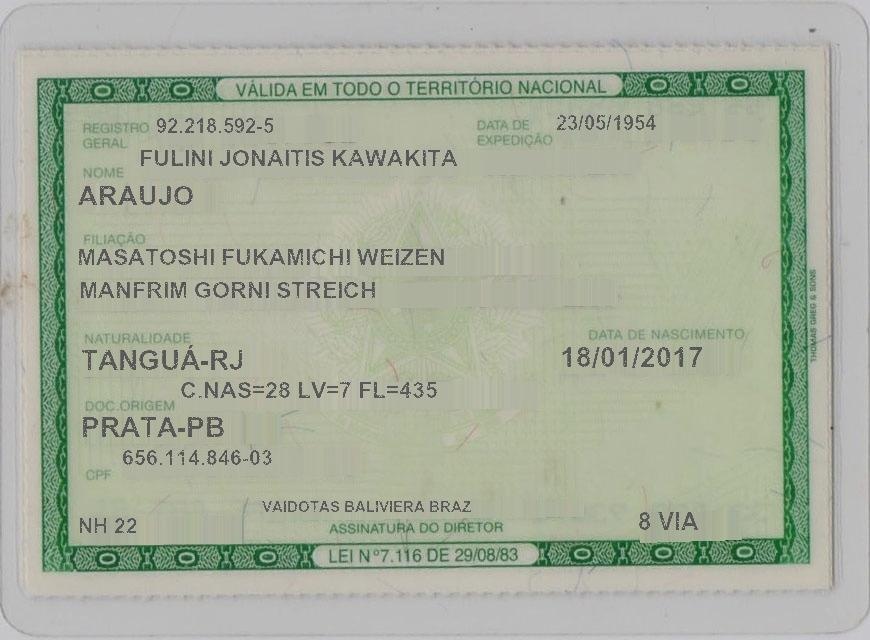 VÁLIDA EM TODO O TERRITÓRIO NACIONAL
REGISTRO GERAL 92.218.592-5 DATA DE EXPEDIÇÃO 23/05/1954
NOME FULINI JONAITIS KAWAKITA
ARAUJO
FILIAÇÃO
MASATOSHI FUKAMICHI WEIZEN
MANFRIM GORNI STREICH
NATURALIDADE DATA DE NASCIMENTO
TANGUÁ-RJ 18/01/2017
C.NAS=28 LV=7 FL=435
DOC.ORIGEM
PRATA-PB
656.114.846-03
CPF
VAIDOTAS BALIVIERA BRAZ
NH 22 ASSINATURA DO DIRETOR 8 VIA
LEI Nº7.116 DE 29/08/83
THOMAS GREG & SONS